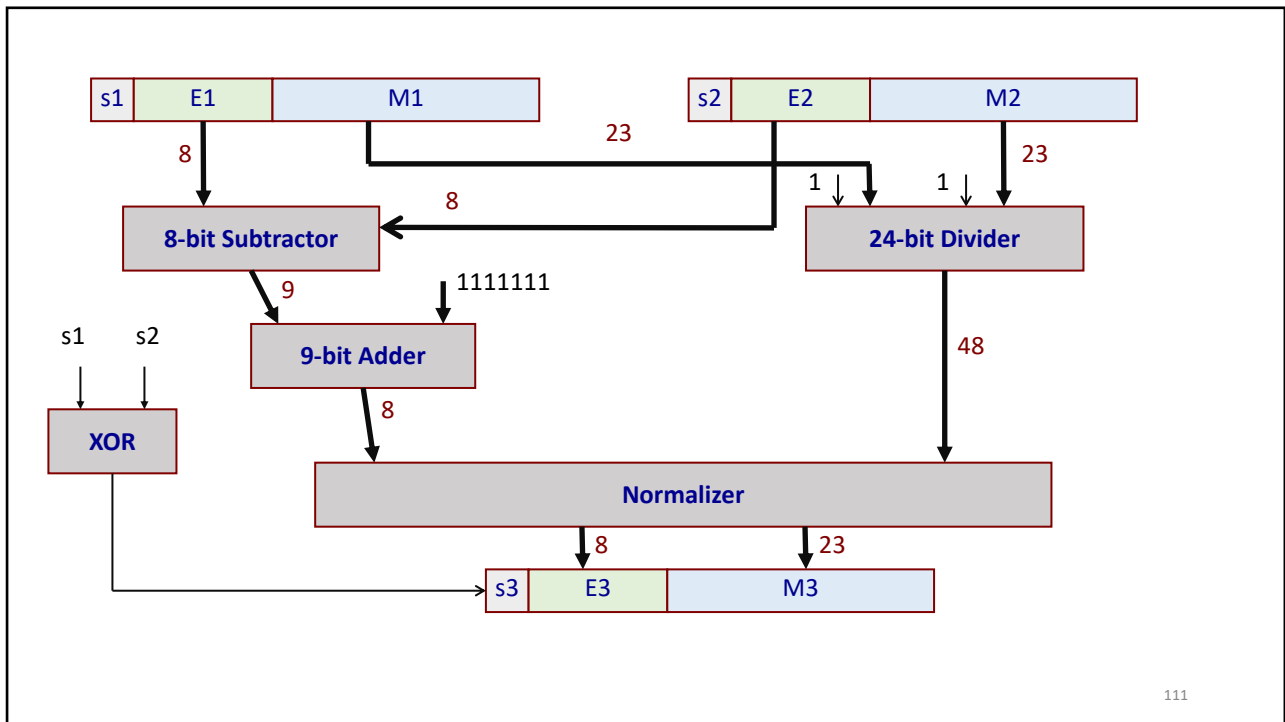 s1 E1 M1 s2 E2 M2
23
8 23
1 1
8
8-bit Subtractor 24-bit Divider
9 1111111
s1 s2
9-bit Adder 48
8
XOR
Normalizer
8 23
s3 E3 M3
111